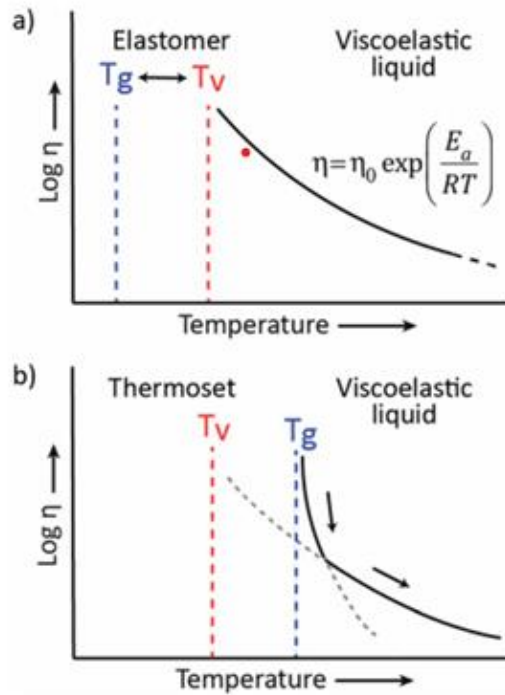 a)
Elastomer
Viscoelastic
liquid
Tg
Tv
η=η₀ exp(Eₐ/RT)
Log η
Temperature
b)
Thermoset
Viscoelastic
liquid
Tv
Tg
Log η
Temperature